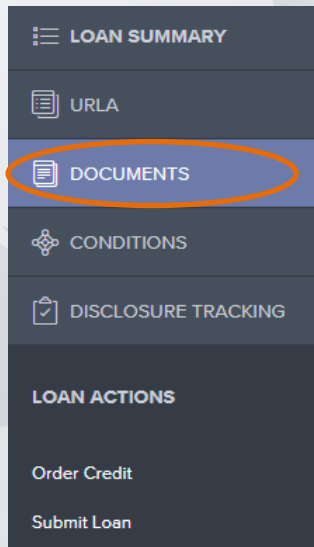 LOAN SUMMARY
URLA
DOCUMENTS
CONDITIONS
DISCLOSURE TRACKING
LOAN ACTIONS
Order Credit
Submit Loan